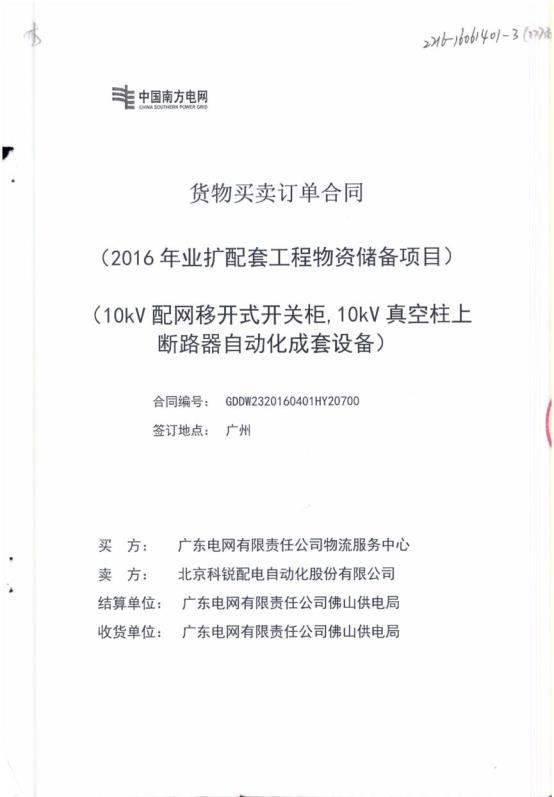 中国南方电网
CHINA SOUTHERN POWER GRID
货物买卖订单合同
（2016 年业扩配套工程物资储备项目）
（10kV 配网移开式开关柜,10kV 真空柱上
断路器自动化成套设备）
合同编号： GDDW2320160401HY20700
签订地点： 广州
买 方： 广东电网有限责任公司物流服务中心
卖 方： 北京科锐配电自动化股份有限公司
结算单位： 广东电网有限责任公司佛山供电局
收货单位： 广东电网有限责任公司佛山供电局